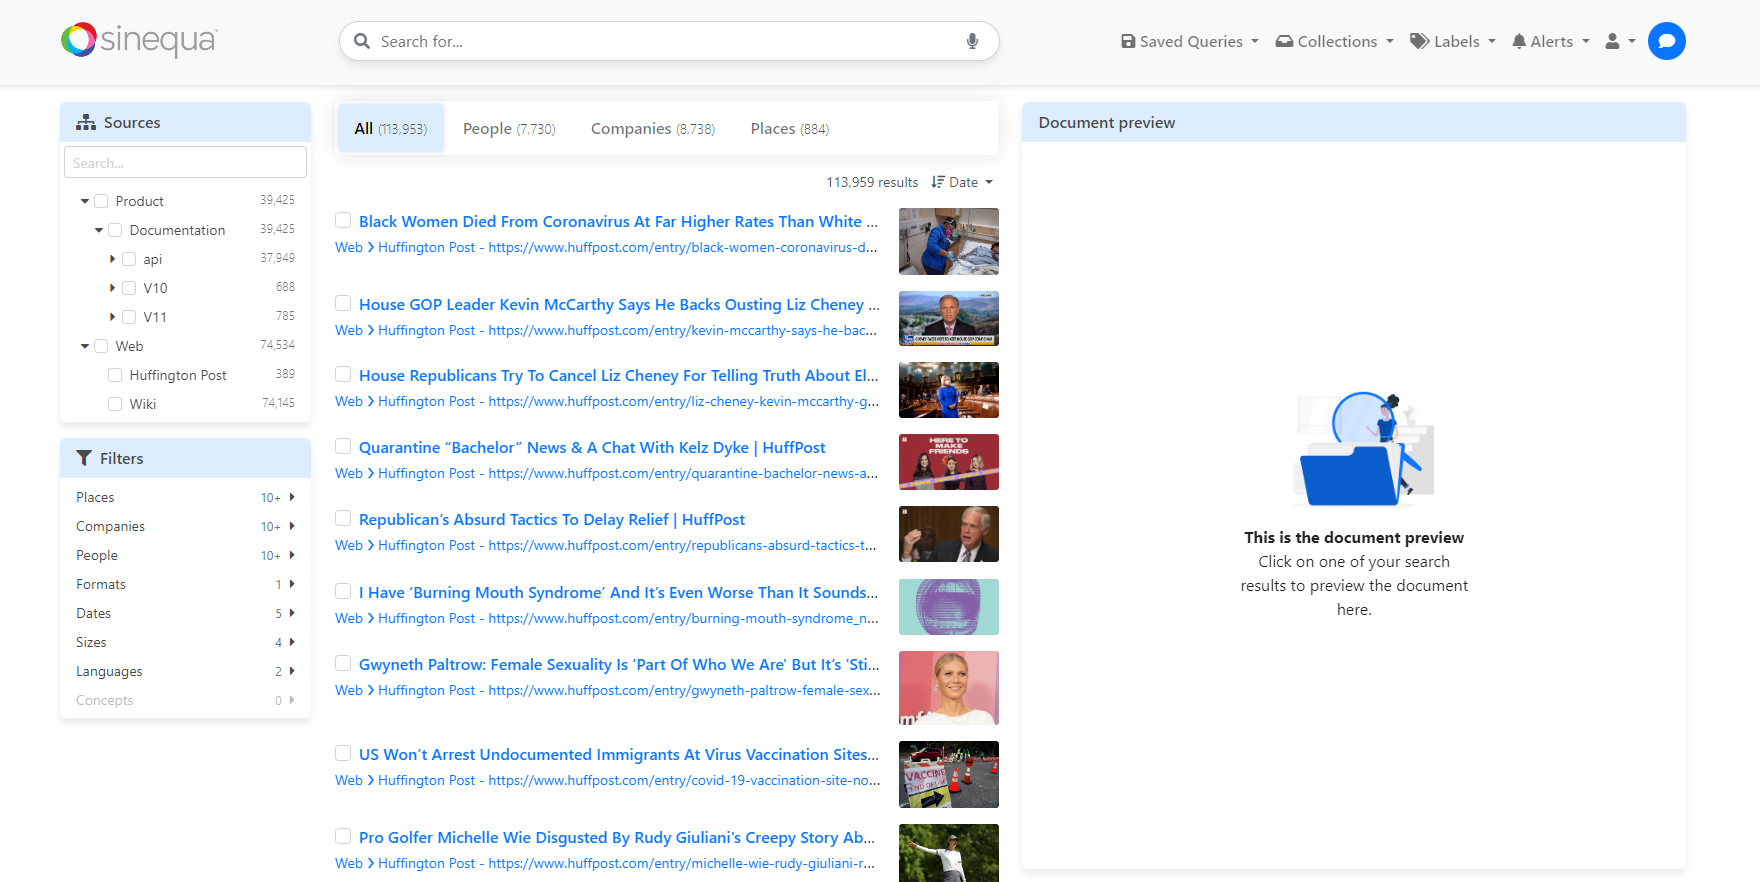 sinequa
Search for...
Saved Queries
Collections
Labels
Alerts
Sources
Search...
Product 39,425
Documentation 39,425
api 37,949
V10 688
V11 785
Web 74,534
Huffington Post 389
Wiki 74,145
Filters
Places 10+
Companies 10+
People 10+
Formats 1
Dates 5
Sizes 4
Languages 2
Concepts 0
All (113,953)
People (7,730)
Companies (8,738)
Places (884)
113,959 results
Date
Black Women Died From Coronavirus At Far Higher Rates Than White ...
Web > Huffington Post - https://www.huffpost.com/entry/black-women-coronavirus-d...
House GOP Leader Kevin McCarthy Says He Backs Ousting Liz Cheney ...
Web > Huffington Post - https://www.huffpost.com/entry/kevin-mccarthy-says-he-bac...
House Republicans Try To Cancel Liz Cheney For Telling Truth About El...
Web > Huffington Post - https://www.huffpost.com/entry/liz-cheney-kevin-mccarthy-g...
Quarantine “Bachelor” News & A Chat With Kelz Dyke | HuffPost
Web > Huffington Post - https://www.huffpost.com/entry/quarantine-bachelor-news-a...
HERE TO
MAKE
FRIENDS
Republican’s Absurd Tactics To Delay Relief | HuffPost
Web > Huffington Post - https://www.huffpost.com/entry/republicans-absurd-tactics-t...
I Have ‘Burning Mouth Syndrome’ And It’s Even Worse Than It Sounds...
Web > Huffington Post - https://www.huffpost.com/entry/burning-mouth-syndrome_n...
Gwyneth Paltrow: Female Sexuality Is 'Part Of Who We Are' But It’s 'Sti...
Web > Huffington Post - https://www.huffpost.com/entry/gwyneth-paltrow-female-sex...
US Won’t Arrest Undocumented Immigrants At Virus Vaccination Sites...
Web > Huffington Post - https://www.huffpost.com/entry/covid-19-vaccination-site-no...
VACCINE
END OF LINE
Pro Golfer Michelle Wie Disgusted By Rudy Giuliani's Creepy Story Ab...
Web > Huffington Post - https://www.huffpost.com/entry/michelle-wie-rudy-giuliani-r...
Document preview
This is the document preview
Click on one of your search
results to preview the document
here.